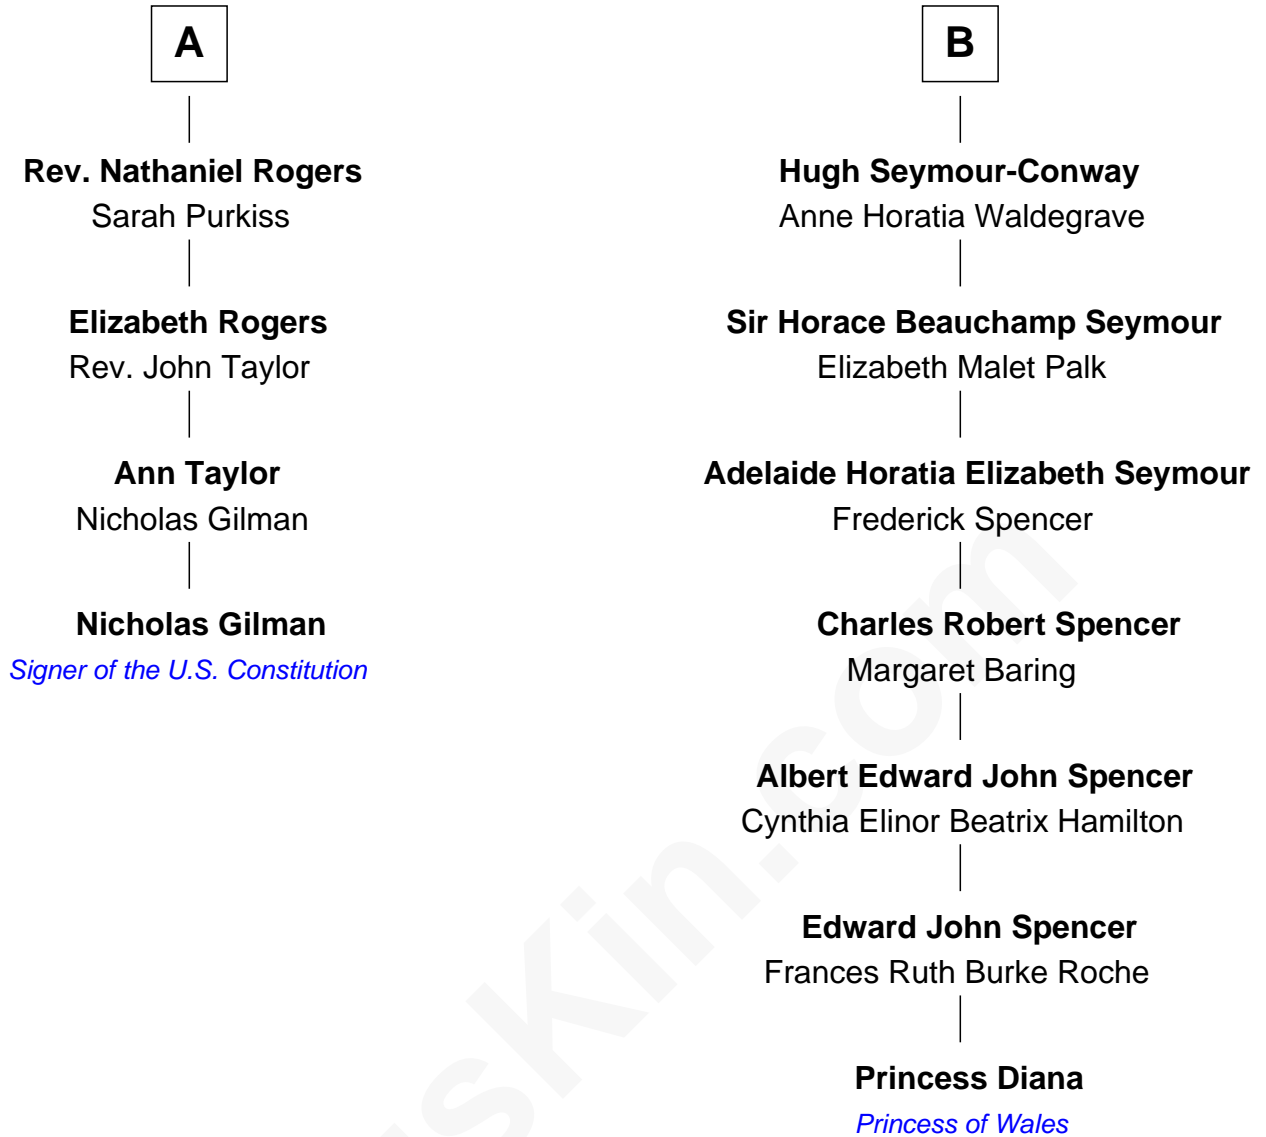 A
Rev. Nathaniel Rogers
Sarah Purkiss
Elizabeth Rogers
Rev. John Taylor
Ann Taylor
Nicholas Gilman
Nicholas Gilman
Signer of the U.S. Constitution
B
Hugh Seymour-Conway
Anne Horatia Waldegrave
Sir Horace Beauchamp Seymour
Elizabeth Malet Palk
Adelaide Horatia Elizabeth Seymour
Frederick Spencer
Charles Robert Spencer
Margaret Baring
Albert Edward John Spencer
Cynthia Elinor Beatrix Hamilton
Edward John Spencer
Frances Ruth Burke Roche
Princess Diana
Princess of Wales